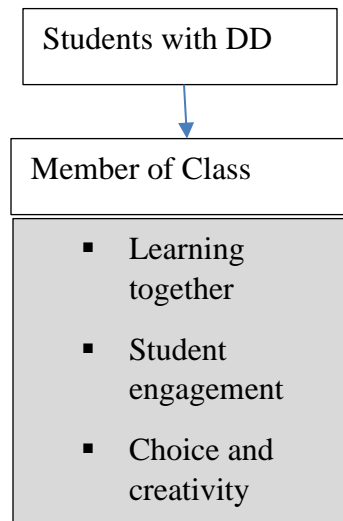 Students with DD
Member of Class
▪ Learning
together
▪ Student
engagement
▪ Choice and
creativity